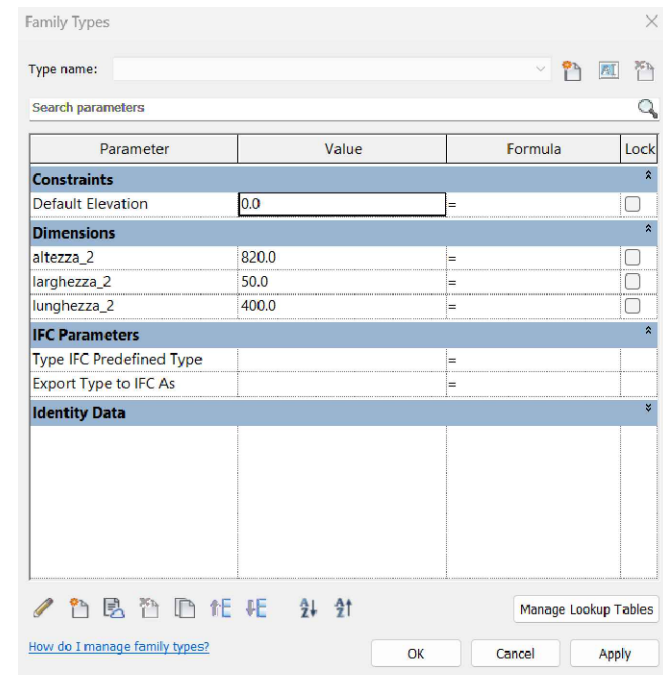 Family Types
Type name:
Search parameters
Parameter Value Formula Lock
Constraints
Default Elevation 0.0 =
Dimensions
altezza_2 820.0 =
larghezza_2 50.0 =
lunghezza_2 400.0 =
IFC Parameters
Type IFC Predefined Type =
Export Type to IFC As =
Identity Data
Manage Lookup Tables
How do I manage family types?
OK Cancel Apply